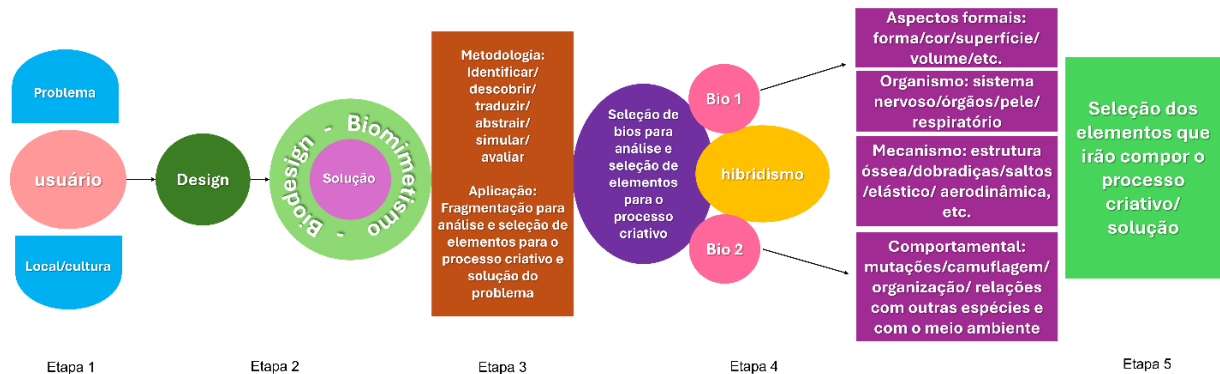 Problema
usuário
Local/cultura
Design
Biodesign - Biomimetismo -
Solução
Metodologia:
Identificar/
descobrir/
traduzir/
abstrair/
simular/
avaliar
Aplicação:
Fragmentação para
análise e seleção de
elementos para o
processo criativo e
solução do
problema
Seleção de
bios para
análise e
seleção de
elementos
para o
processo
criativo
Bio 1
hibridismo
Bio 2
Aspectos formais:
forma/cor/superfície/
volume/etc.
Organismo: sistema
nervoso/órgãos/pele/
respiratório
Mecanismo: estrutura
óssea/dobradiças/saltos
/elástico/ aerodinâmica,
etc.
Comportamental:
mutações/camuflagem/
organização/ relações
com outras espécies e
com o meio ambiente
Seleção dos
elementos que
irão compor o
processo
criativo/
solução
Etapa 1
Etapa 2
Etapa 3
Etapa 4
Etapa 5